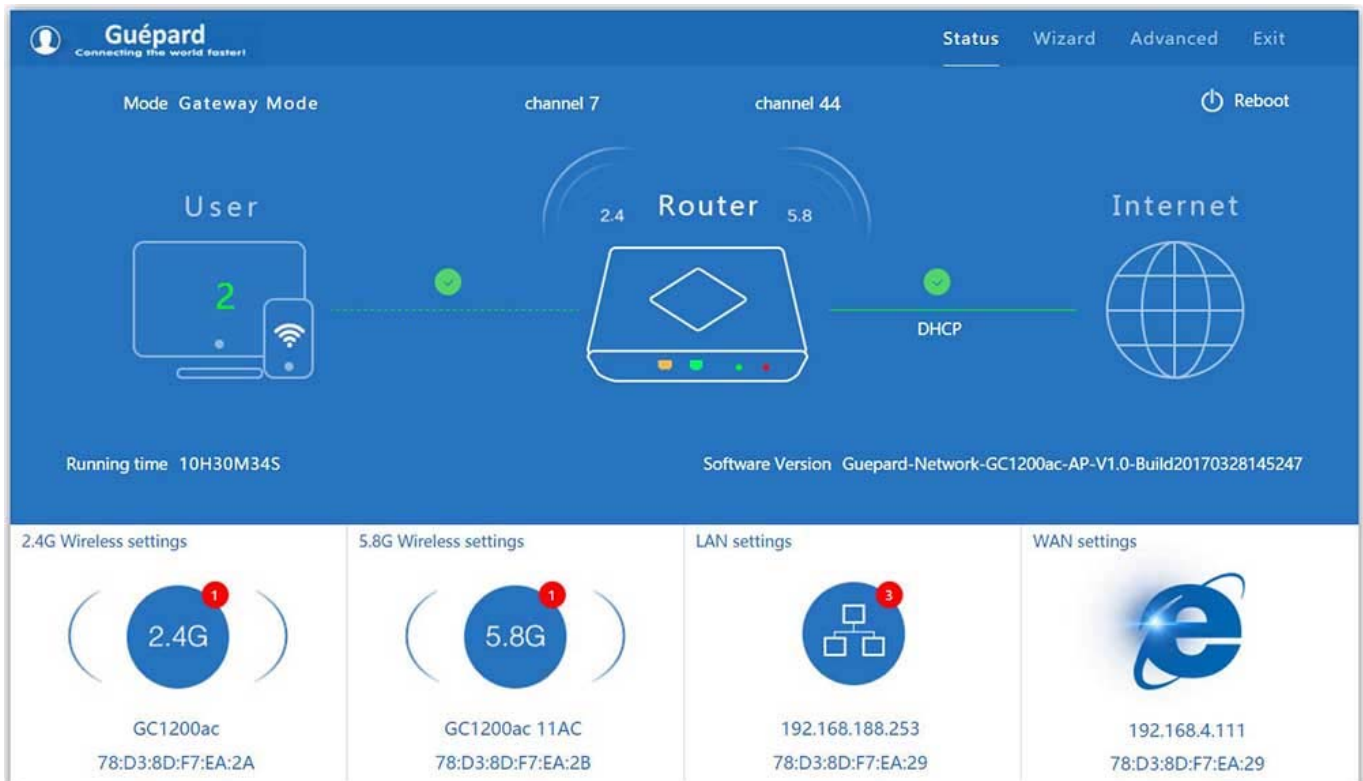 Guépard
Connecting the world faster!
Status Wizard Advanced Exit
Mode Gateway Mode channel 7 channel 44 Reboot
User 2.4 Router 5.8 Internet
2
DHCP
Running time 10H30M34S Software Version Guepard-Network-GC1200ac-AP-V1.0-Build20170328145247
2.4G Wireless settings 5.8G Wireless settings LAN settings WAN settings
1 1 3
2.4G 5.8G
GC1200ac GC1200ac 11AC 192.168.188.253 192.168.4.111
78:D3:8D:F7:EA:2A 78:D3:8D:F7:EA:2B 78:D3:8D:F7:EA:29 78:D3:8D:F7:EA:29